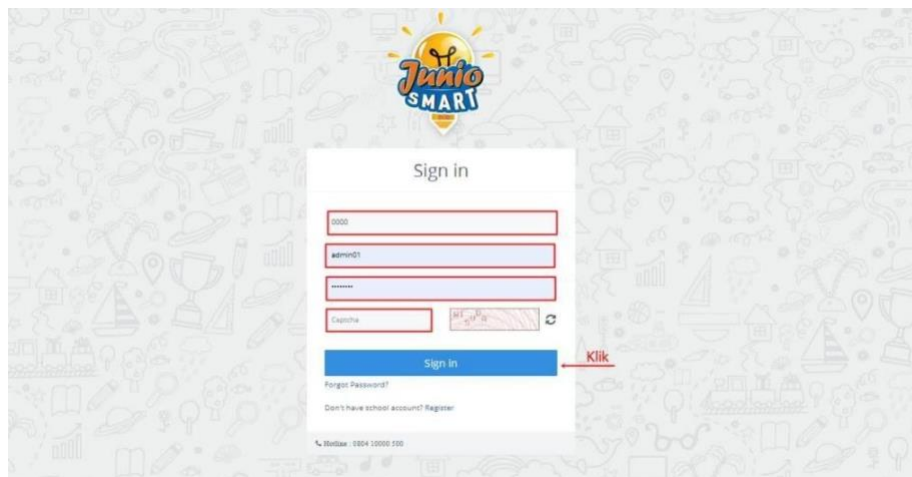 Junio
SMART
Sign in
0000
admin01
••••••••
Capcha
Sign in
Klik
Forgot Password?
Don't have school account? Register
Hotline : 0804 10000 500